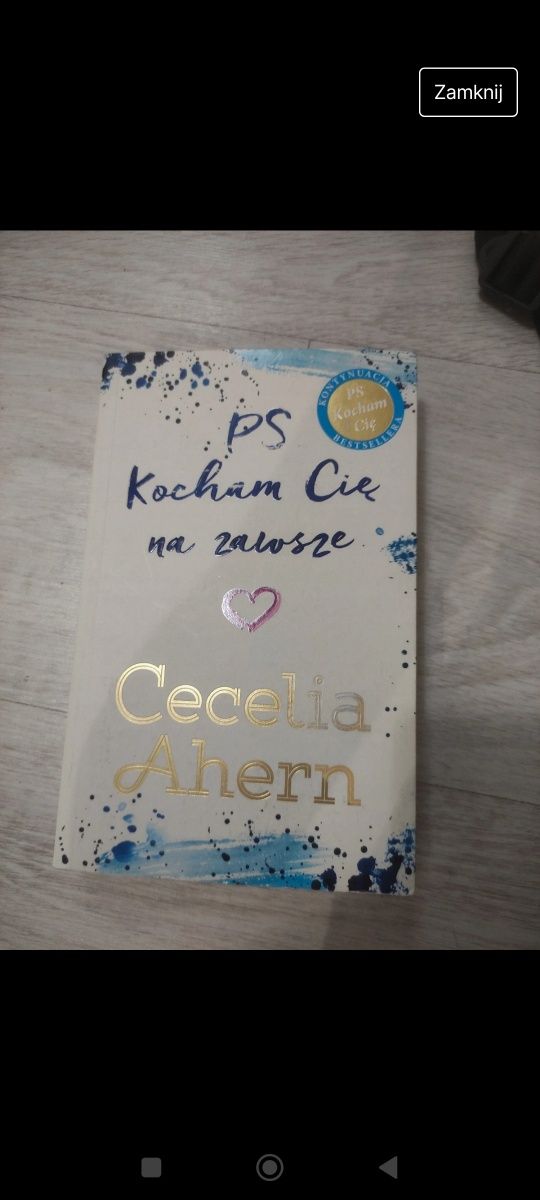 Zamknij
KONTYNUACJA
PS
Kocham
Cię
BESTSELLERA
PS
Kocham Cię
na zawsze
Cecelia
Ahern